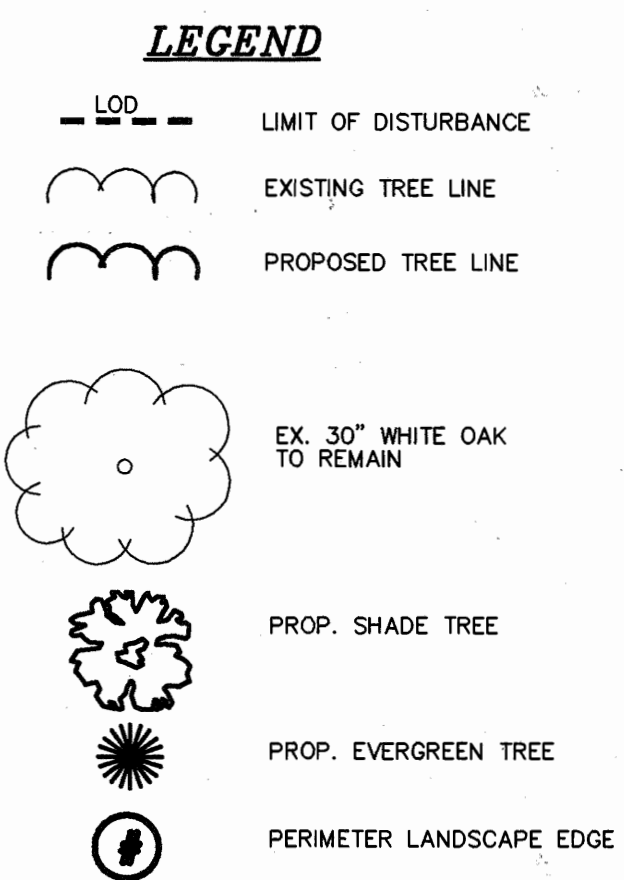 LEGEND
LOD
LIMIT OF DISTURBANCE
EXISTING TREE LINE
PROPOSED TREE LINE
EX. 30" WHITE OAK
TO REMAIN
PROP. SHADE TREE
PROP. EVERGREEN TREE
#
PERIMETER LANDSCAPE EDGE